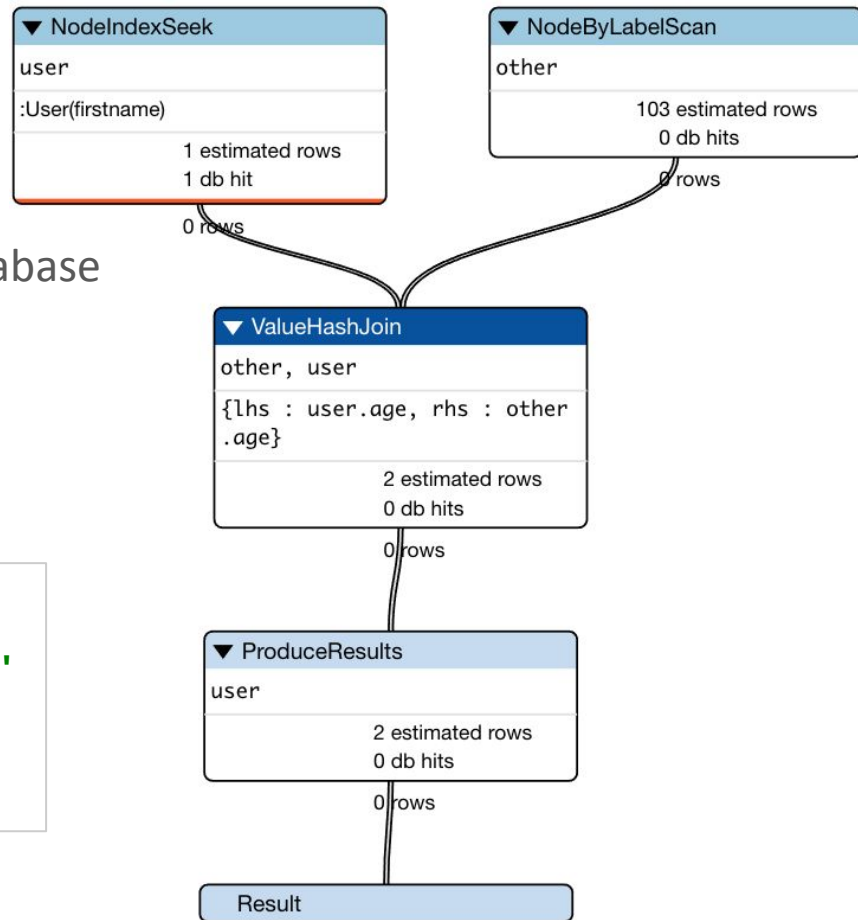 NodeIndexSeek
user
:User(firstname)
1 estimated rows
1 db hit
0 rows
NodeByLabelScan
other
103 estimated rows
0 db hits
0 rows
abase
ValueHashJoin
other, user
{lhs : user.age, rhs : other
.age}
2 estimated rows
0 db hits
0 rows
'
ProduceResults
user
2 estimated rows
0 db hits
0 rows
Result